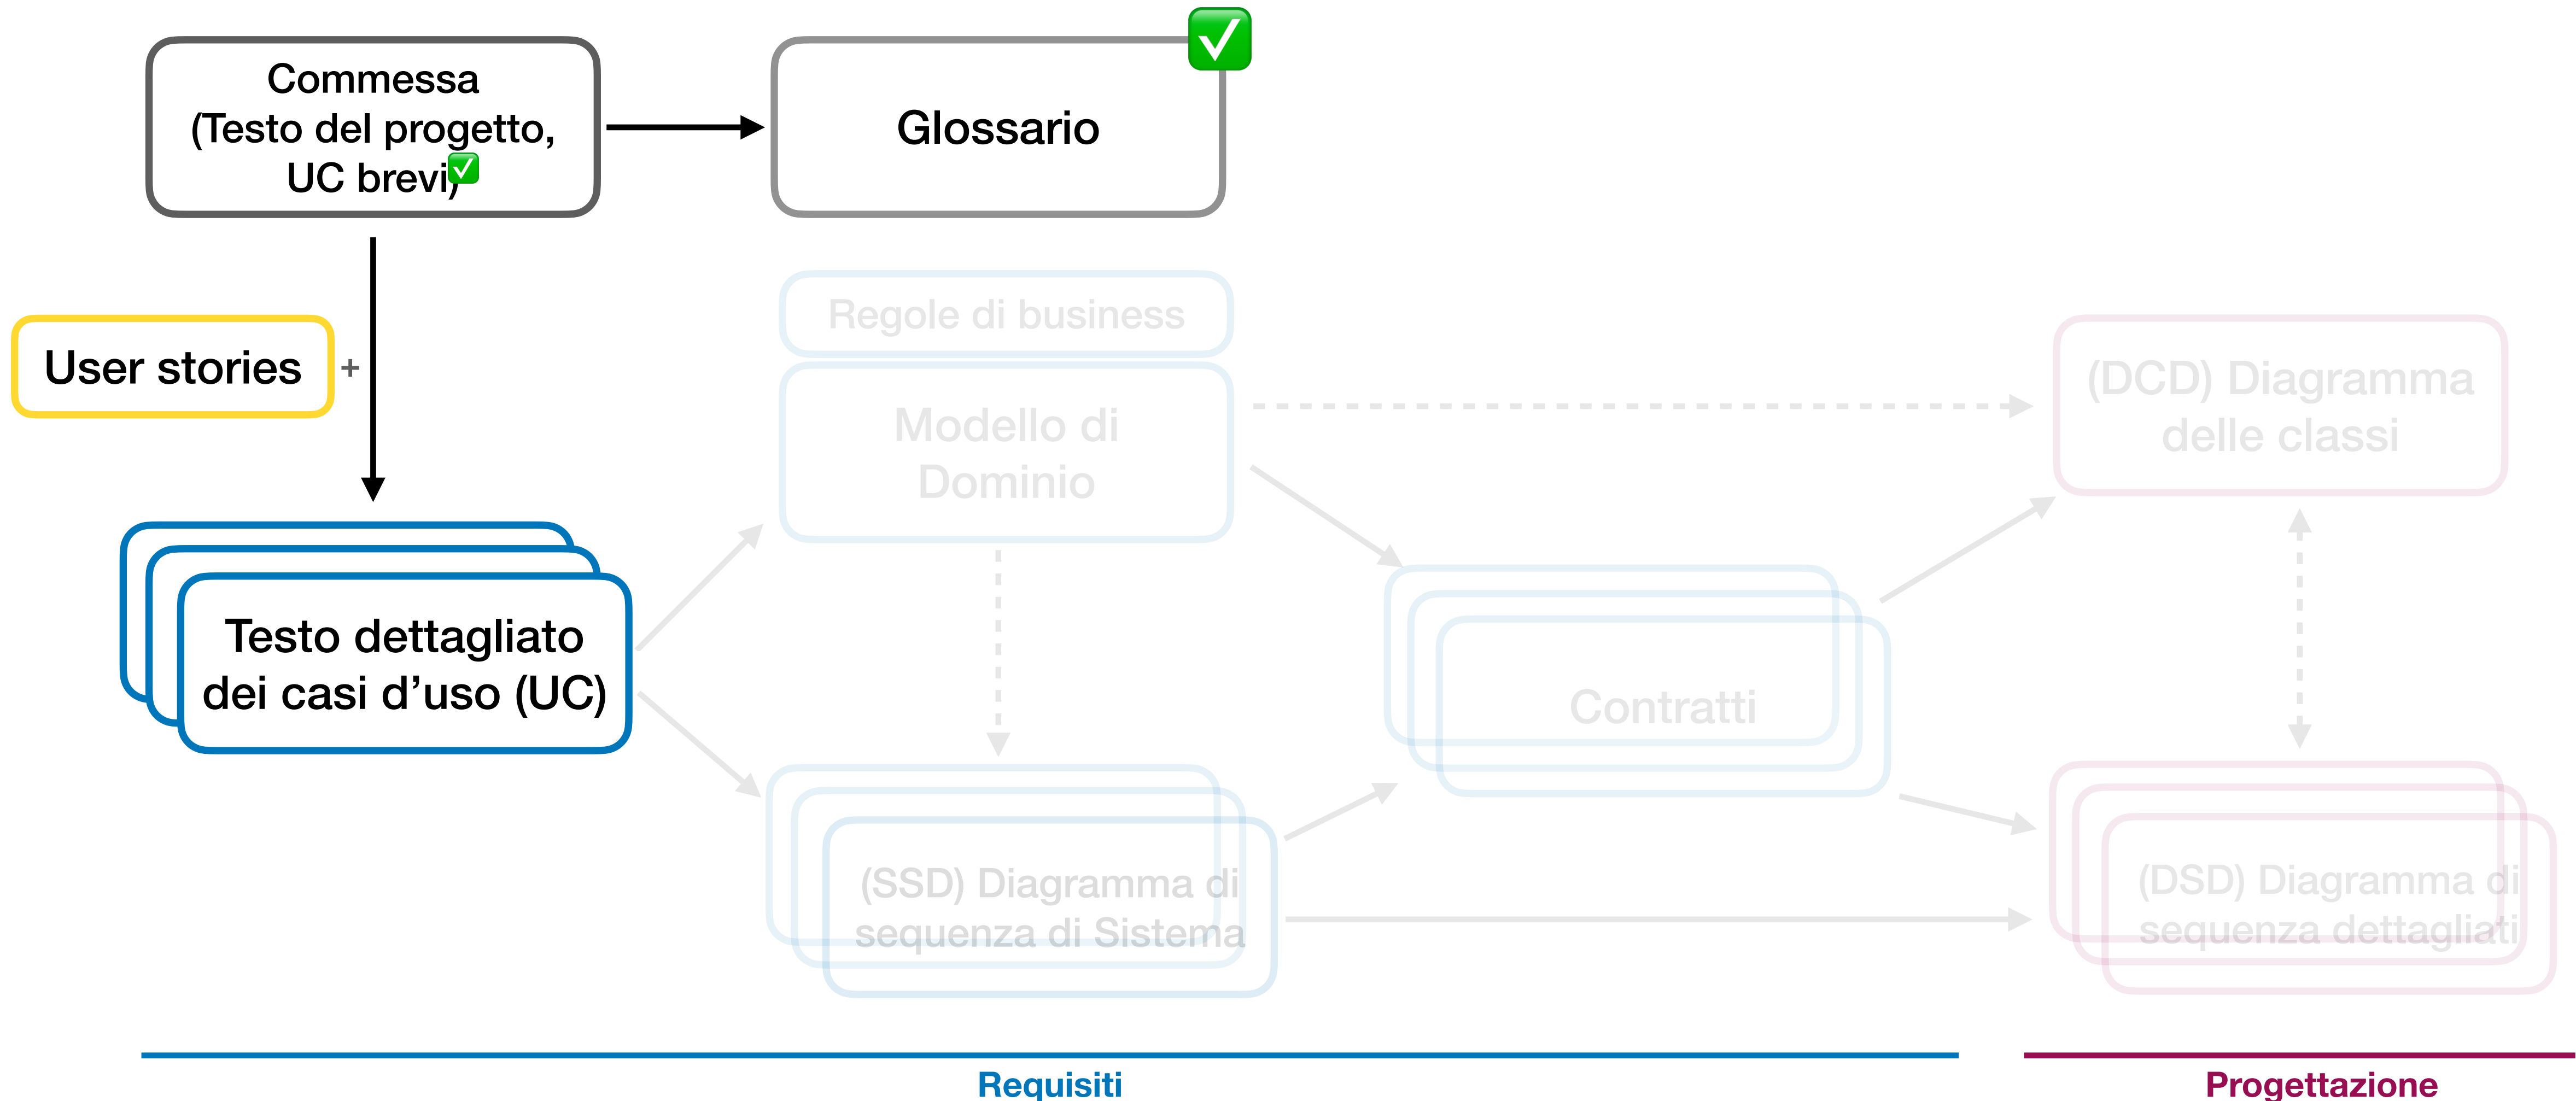 Commessa
(Testo del progetto,
UC brevi)
Glossario
Regole di business
User stories
+
Modello di
Dominio
(DCD) Diagramma
delle classi
Testo dettagliato
dei casi d’uso (UC)
Contratti
(SSD) Diagramma di
sequenza di Sistema
(DSD) Diagramma di
sequenza dettagliati
Requisiti
Progettazione